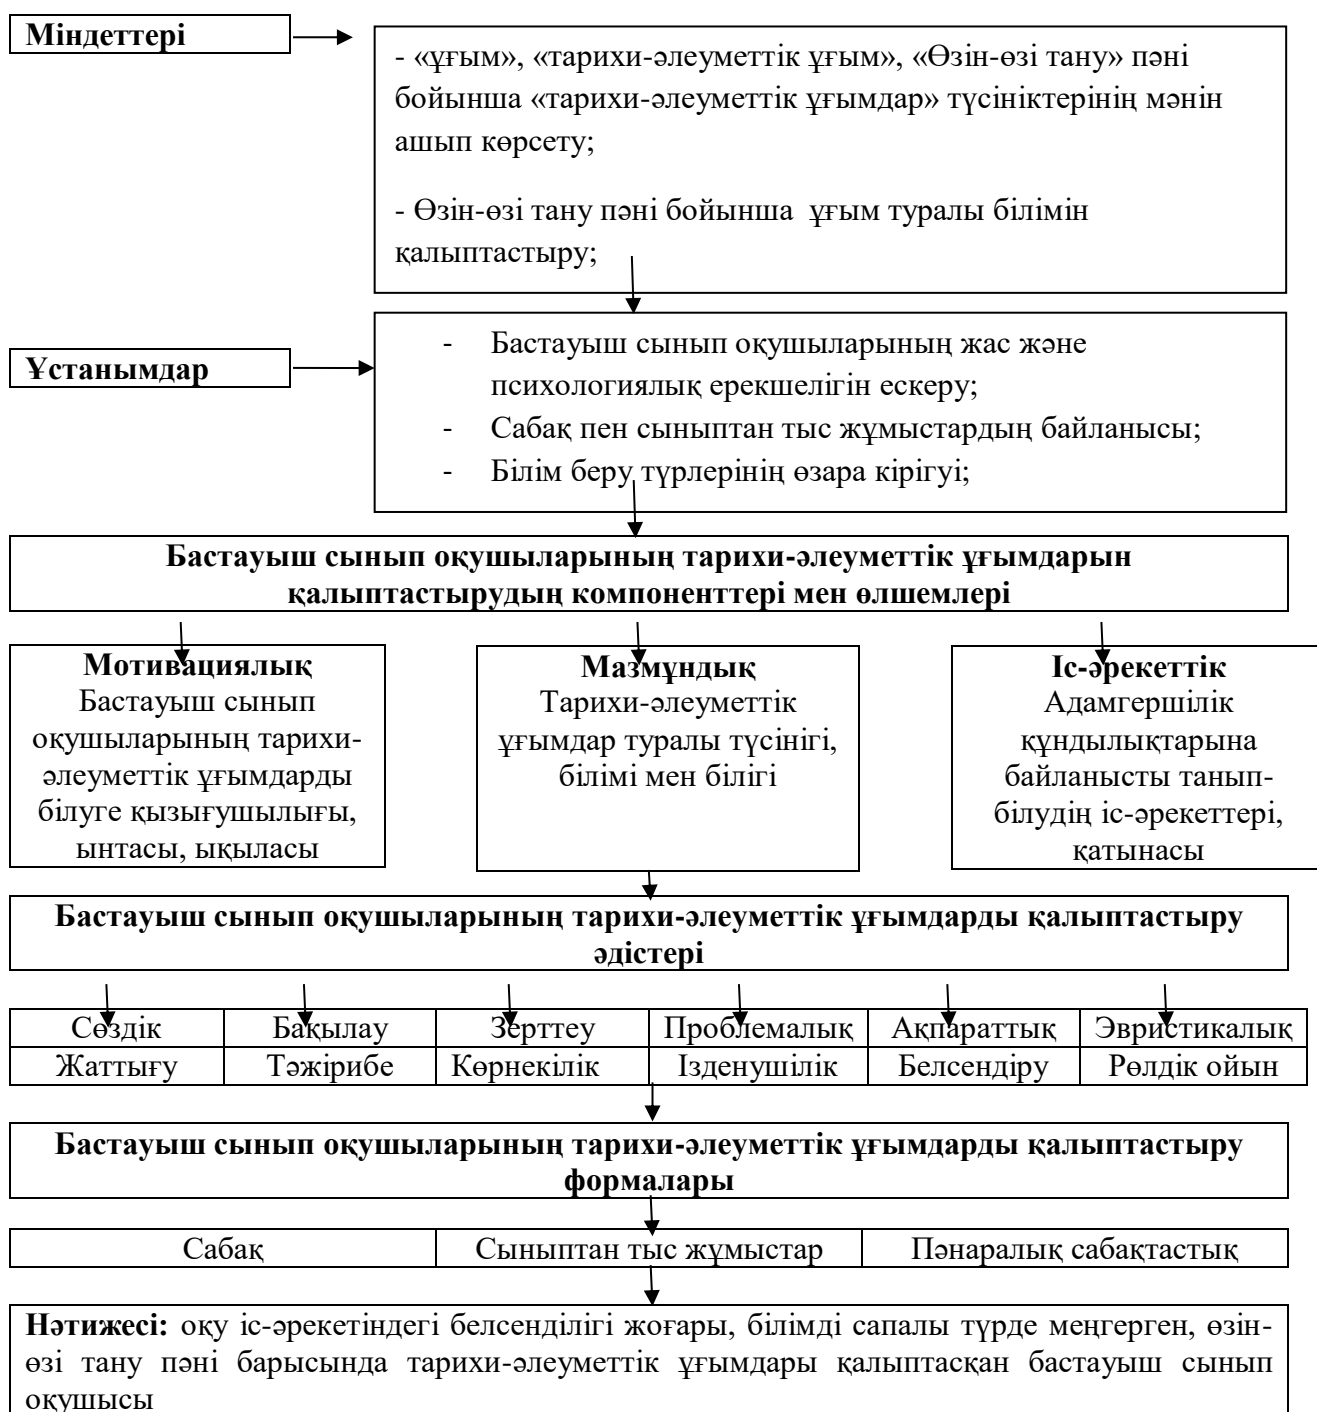 Міндеттері
- «ұғым», «тарихи-әлеуметтік ұғым», «Өзін-өзі тану» пәні
бойынша «тарихи-әлеуметтік ұғымдар» түсініктерінің мәнін
ашып көрсету;
- Өзін-өзі тану пәні бойынша ұғым туралы білімін
қалыптастыру;
Ұстанымдар
- Бастауыш сынып оқушыларының жас және
психологиялық ерекшелігін ескеру;
- Сабақ пен сыныптан тыс жұмыстардың байланысы;
- Білім беру түрлерінің өзара кірігуі;
Бастауыш сынып оқушыларының тарихи-әлеуметтік ұғымдарын
қалыптастырудың компоненттері мен өлшемлері
Мотивациялық
Бастауыш сынып
оқушыларының тарихи-
әлеуметтік ұғымдарды
білуге қызығушылығы,
ынтасы, ықыласы
Мазмұндық
Тарихи-әлеуметтік
ұғымдар туралы түсінігі,
білімі мен білігі
Іс-әрекеттік
Адамгершілік
құндылықтарына
байланысты танып-
білудің іс-әрекеттері,
қатынасы
Бастауыш сынып оқушыларының тарихи-әлеуметтік ұғымдарды қалыптастыру
әдістері
Сөздік Бақылау Зерттеу Проблемалық Ақпараттық Эвристикалық
Жаттығу Тәжірибе Көрнекілік Ізденушілік Белсендіру Рөлдік ойын
Бастауыш сынып оқушыларының тарихи-әлеуметтік ұғымдарды қалыптастыру
формалары
Сабақ Сыныптан тыс жұмыстар Пәнаралық сабақтастық
Нәтижесі: оқу іс-әрекетіндегі белсенділігі жоғары, білімді сапалы түрде меңгерген, өзін-
өзі тану пәні барысында тарихи-әлеуметтік ұғымдары қалыптасқан бастауыш сынып
оқушысы